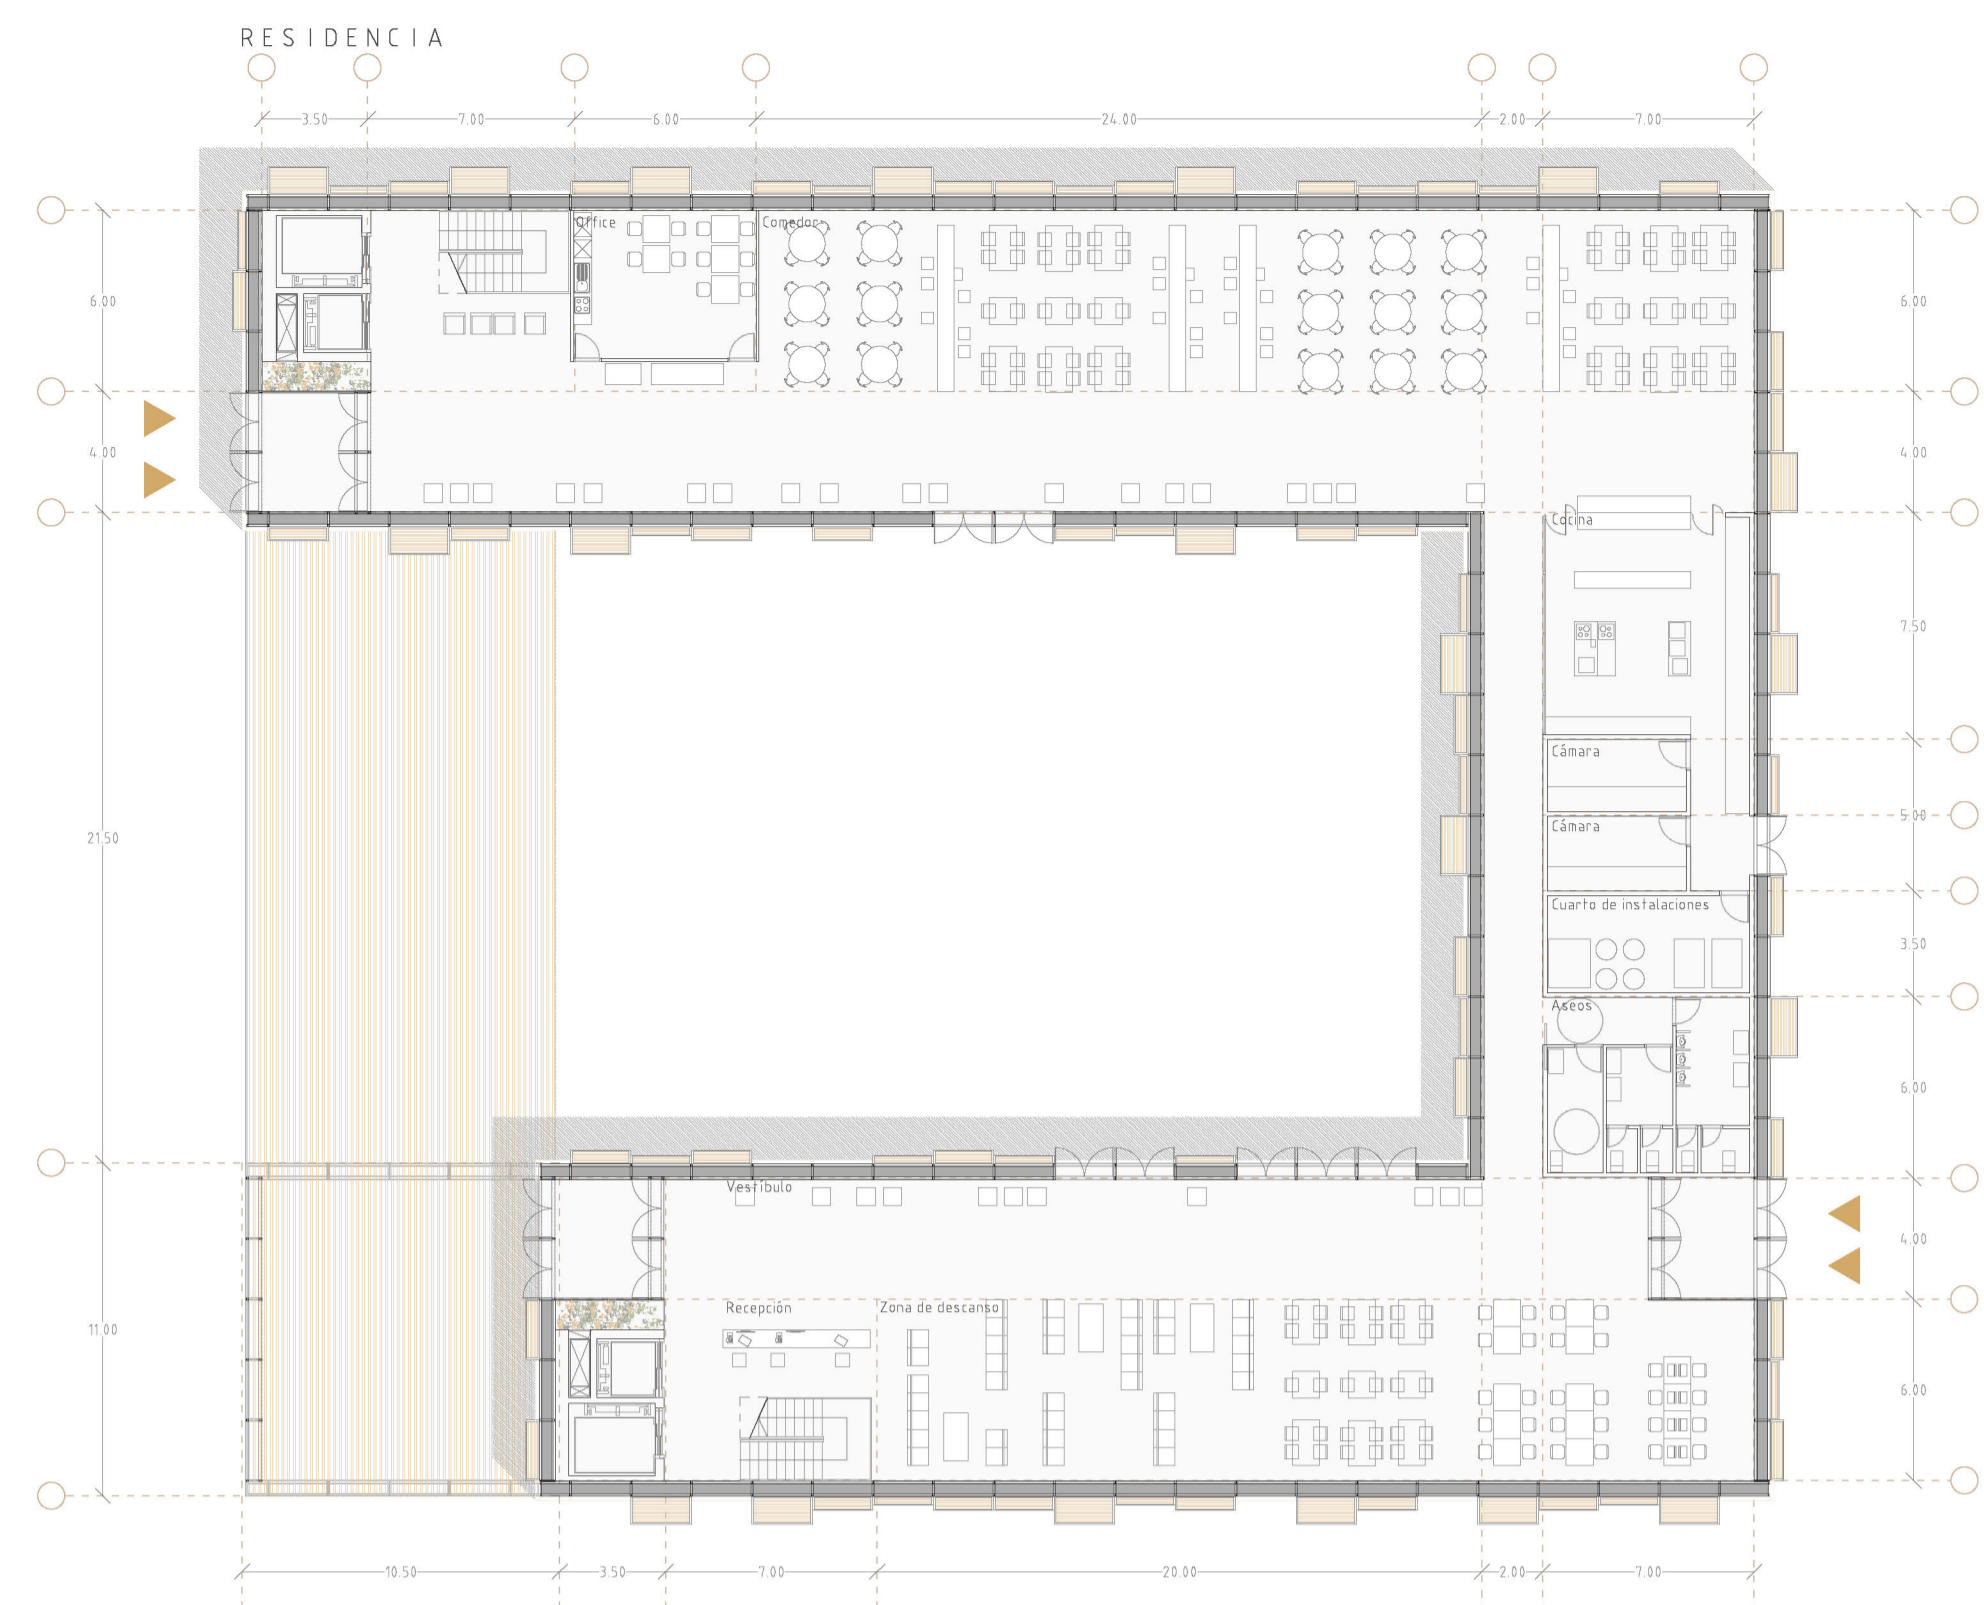 RESIDENCIA
3.50 7.00 6.00 24.00 2.00 7.00
Office Comedor
6.00 6.00
4.00 4.00
Cocina
7.50
Cámara
21.50 5.00
Cámara
Cuarto de instalaciones
3.50
Aseos
6.00
Vestíbulo
4.00
Recepción Zona de descanso
11.00
6.00
10.50 3.50 7.00 20.00 2.00 7.00